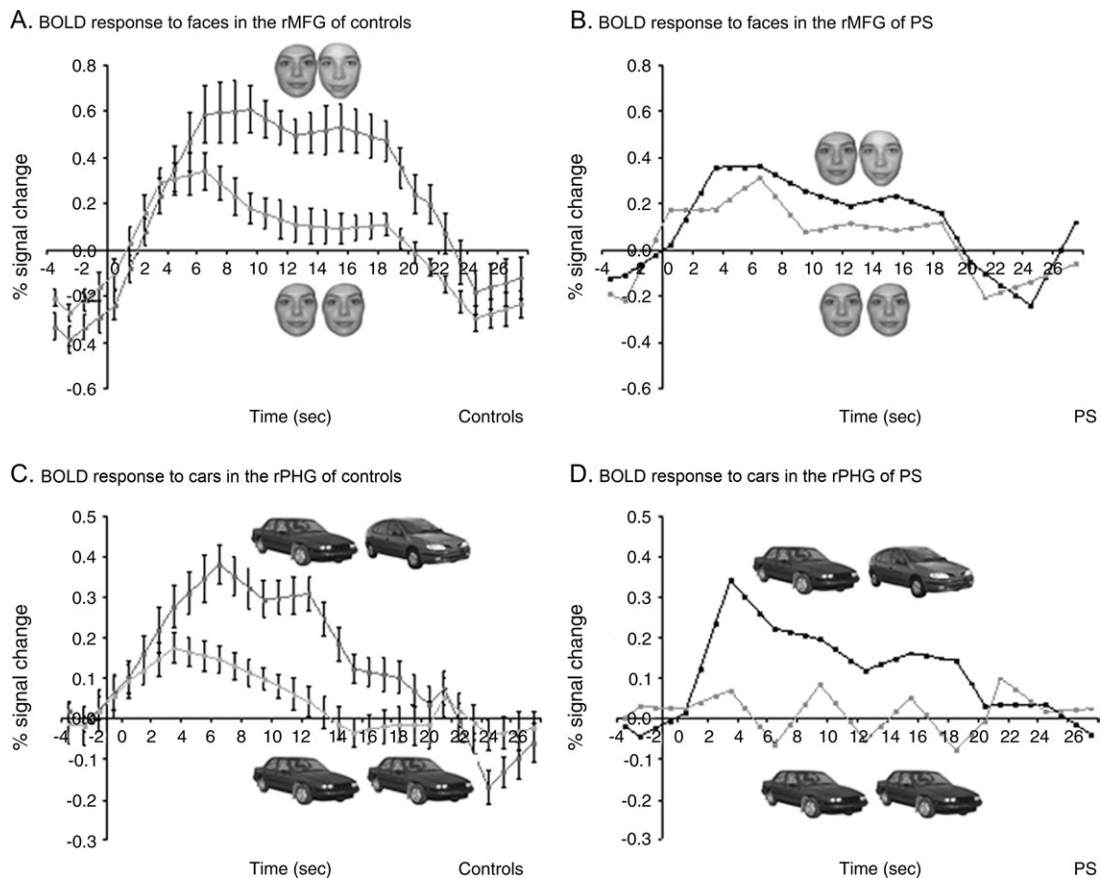 A. BOLD response to faces in the rMFG of controls
% signal change
0.8
0.6
0.4
0.2
0.0
-0.2
-0.4
-0.6
-4 -2 0 2 4 6 8 10 12 14 16 18 20 22 24 26
Time (sec) Controls
B. BOLD response to faces in the rMFG of PS
% signal change
0.8
0.6
0.4
0.2
0.0
-0.2
-0.4
-0.6
-4 -2 0 2 4 6 8 10 12 14 16 18 20 22 24 26
Time (sec) PS
C. BOLD response to cars in the rPHG of controls
% signal change
0.5
0.4
0.3
0.2
0.1
0
-0.1
-0.2
-0.3
-4 -2 0 2 4 6 8 10 12 14 16 18 20 22 24 26
Time (sec) Controls
D. BOLD response to cars in the rPHG of PS
% signal change
0.5
0.4
0.3
0.2
0.1
0
-0.1
-0.2
-0.3
-4 -2 0 2 4 6 8 10 12 14 16 18 20 22 24 26
Time (sec) PS